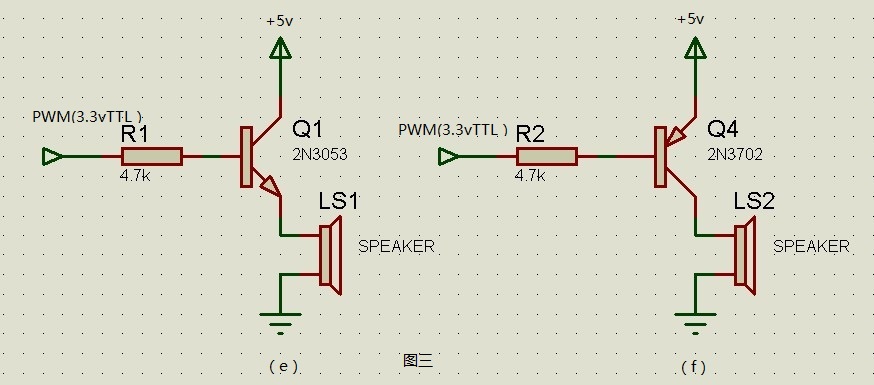 +5v
PWM(3.3vTTL )
R1
4.7k
Q1
2N3053
LS1
SPEAKER
(e)
+5v
PWM(3.3vTTL )
R2
4.7k
Q4
2N3702
LS2
SPEAKER
(f)
图三